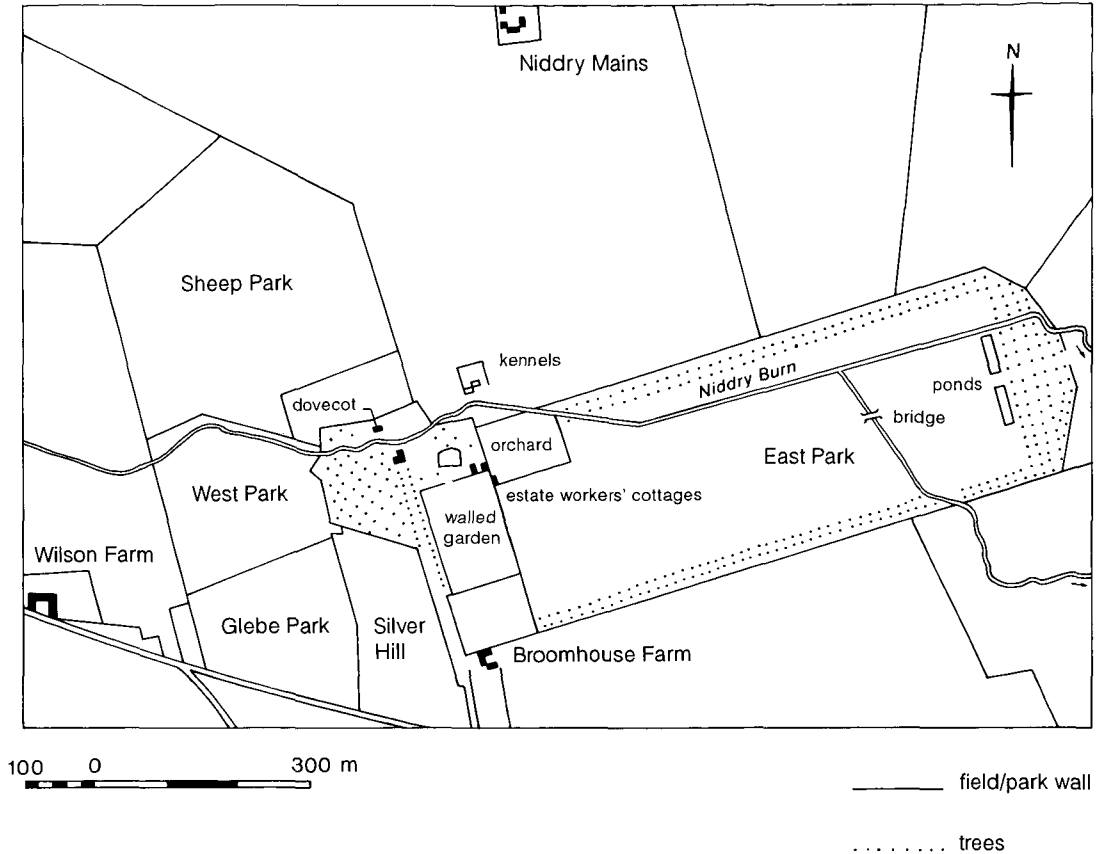 Niddry Mains
N
Sheep Park
kennels
dovecot
Niddry Burn
ponds
bridge
orchard
East Park
West Park
estate workers' cottages
walled
garden
Wilson Farm
Glebe Park
Silver
Hill
Broomhouse Farm
100 0 300 m
field/park wall
trees